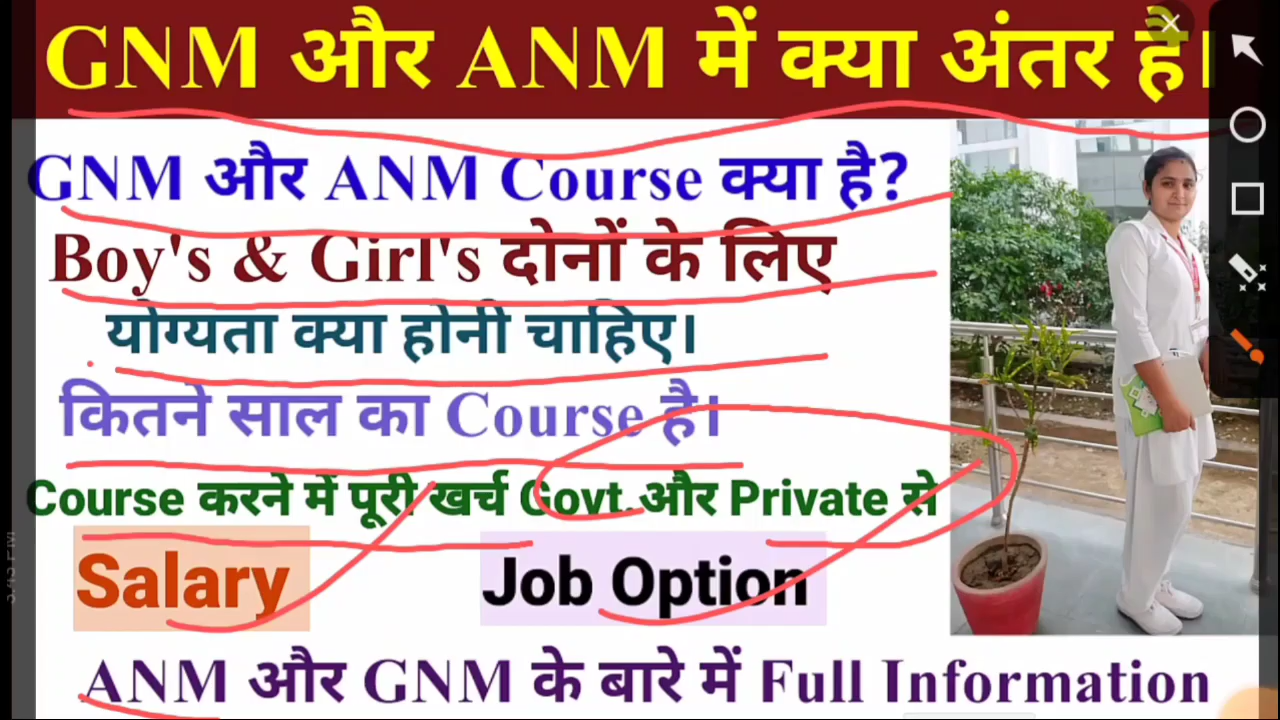 GNM और ANM में क्या अंतर है।
GNM और ANM Course क्या है?
Boy's & Girl's दोनों के लिए
योग्यता क्या होनी चाहिए।
कितने साल का Course है।
Course करने में पूरी खर्च Govt.और Private से
Salary
Job Option
ANM और GNM के बारे में Full Information